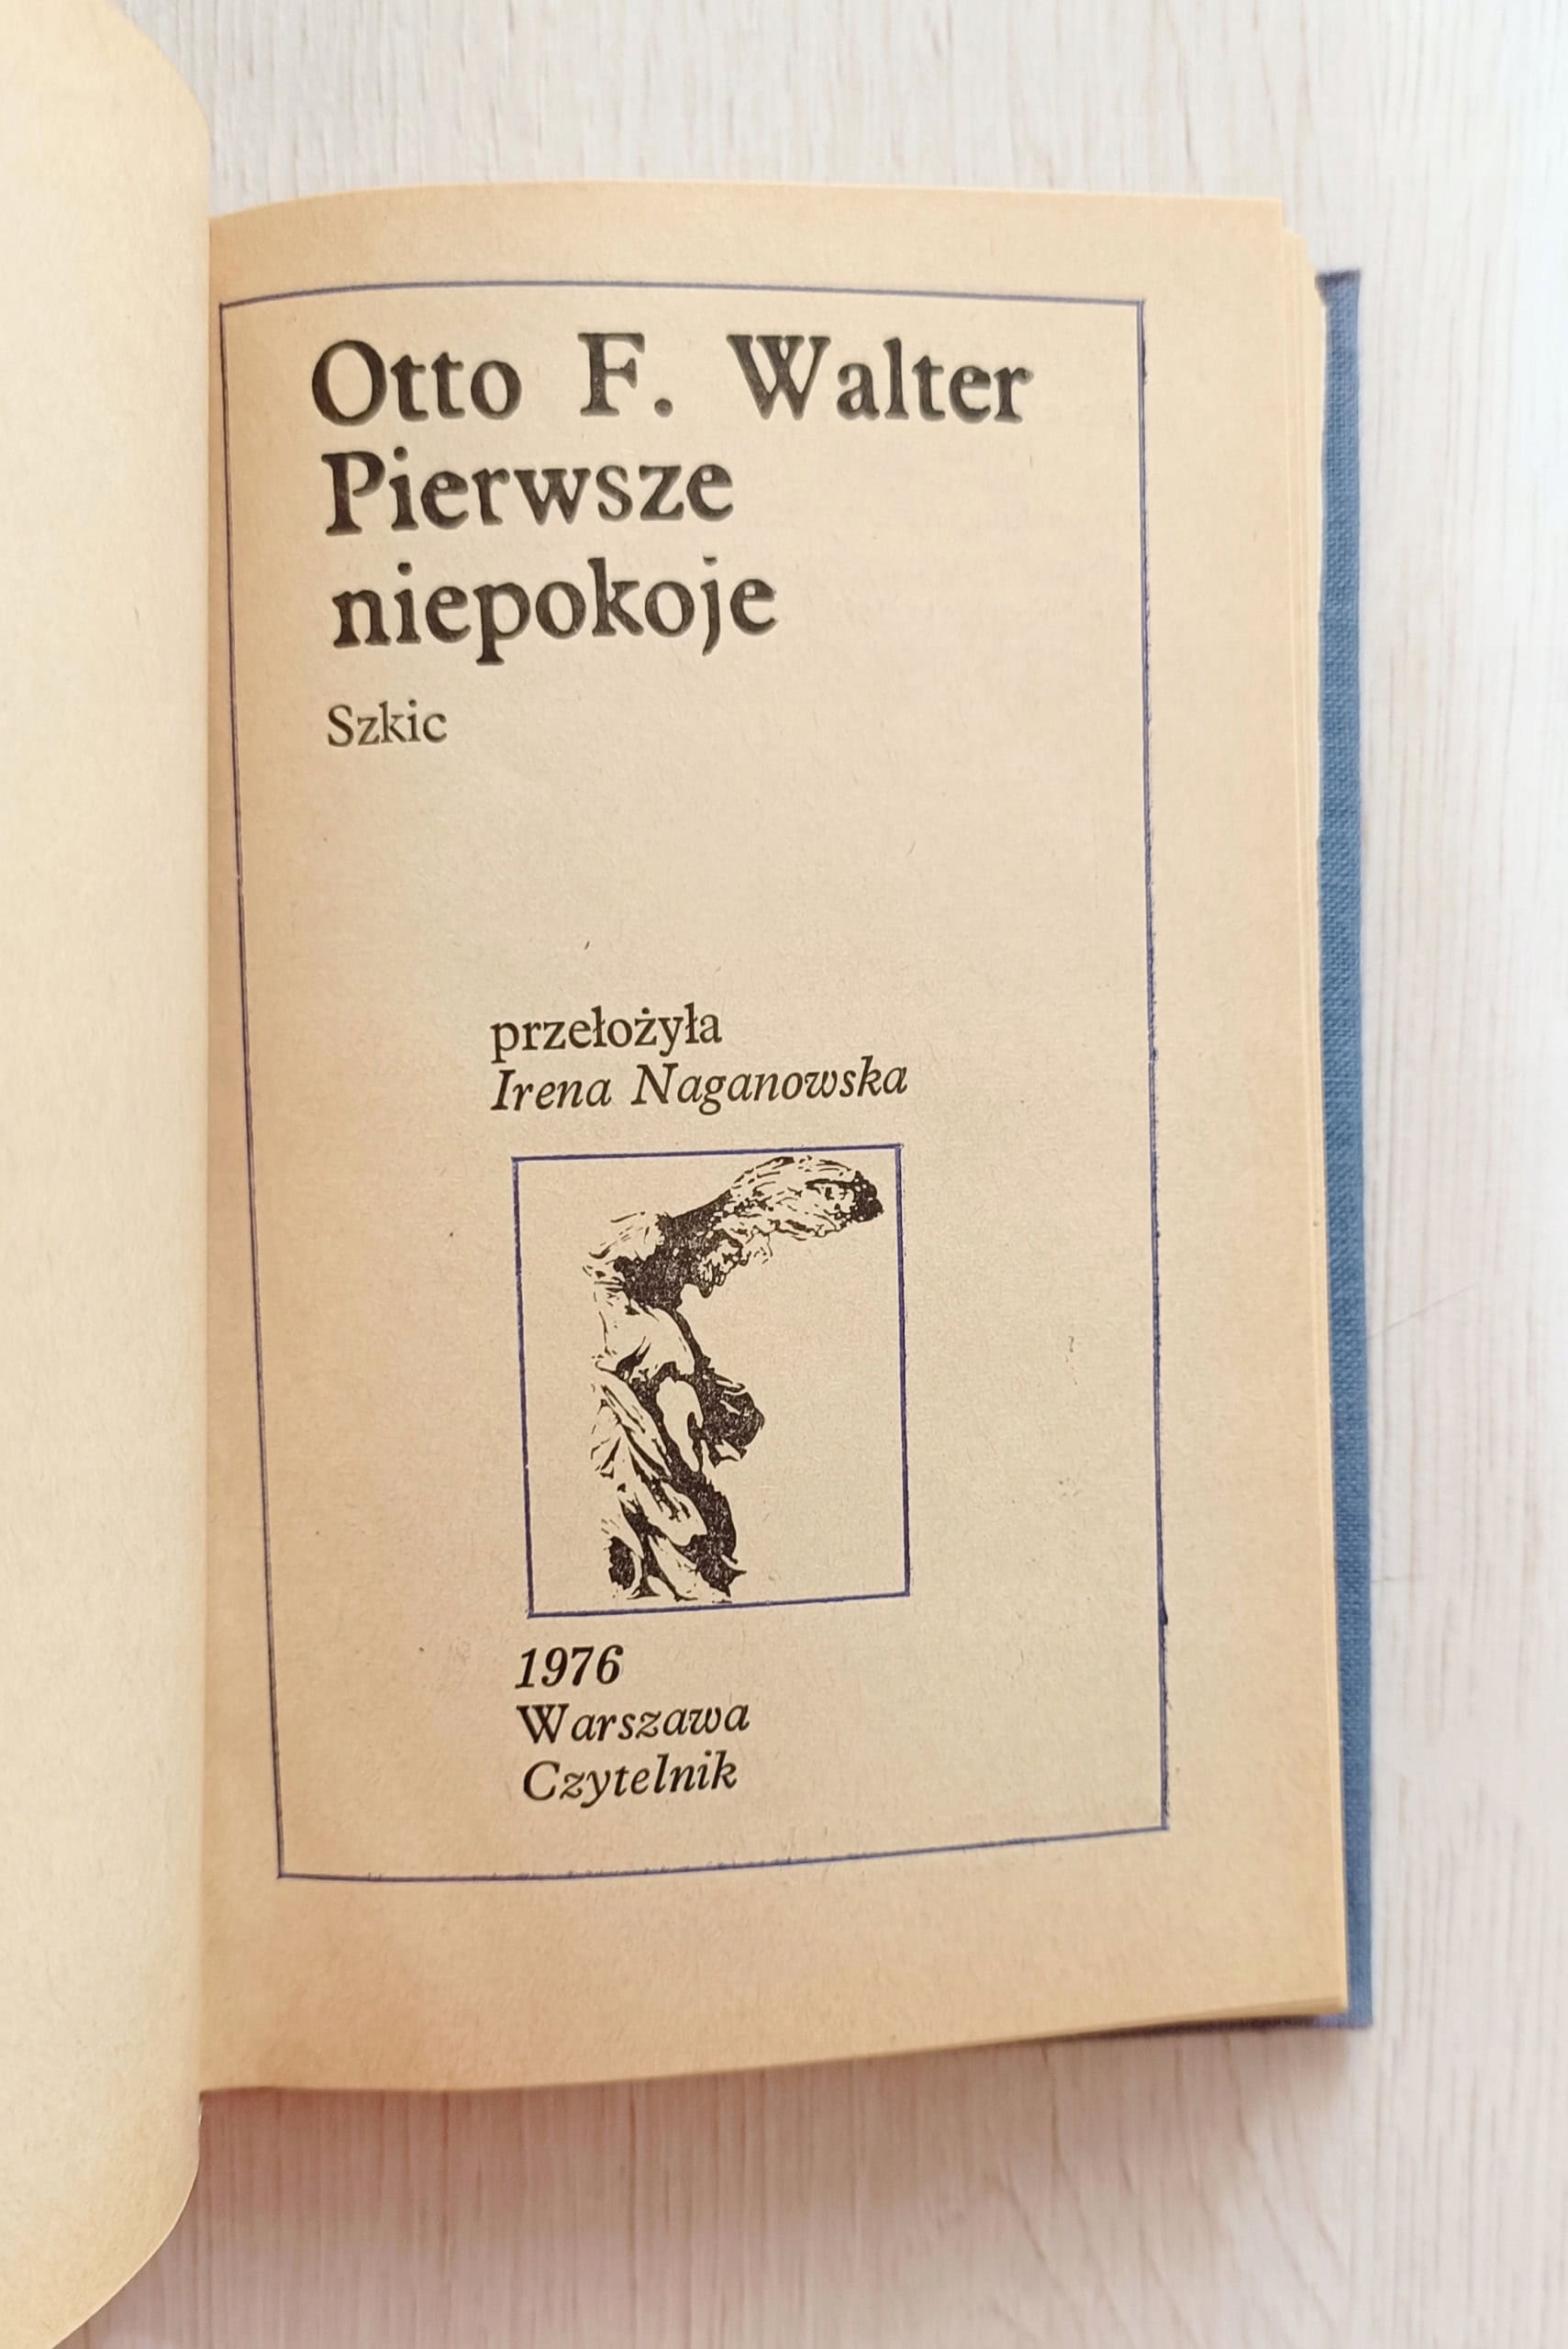 Otto F. Walter
Pierwsze
niepokoje
Szkic
przełożyła
Irena Naganowska
1976
Warszawa
Czytelnik